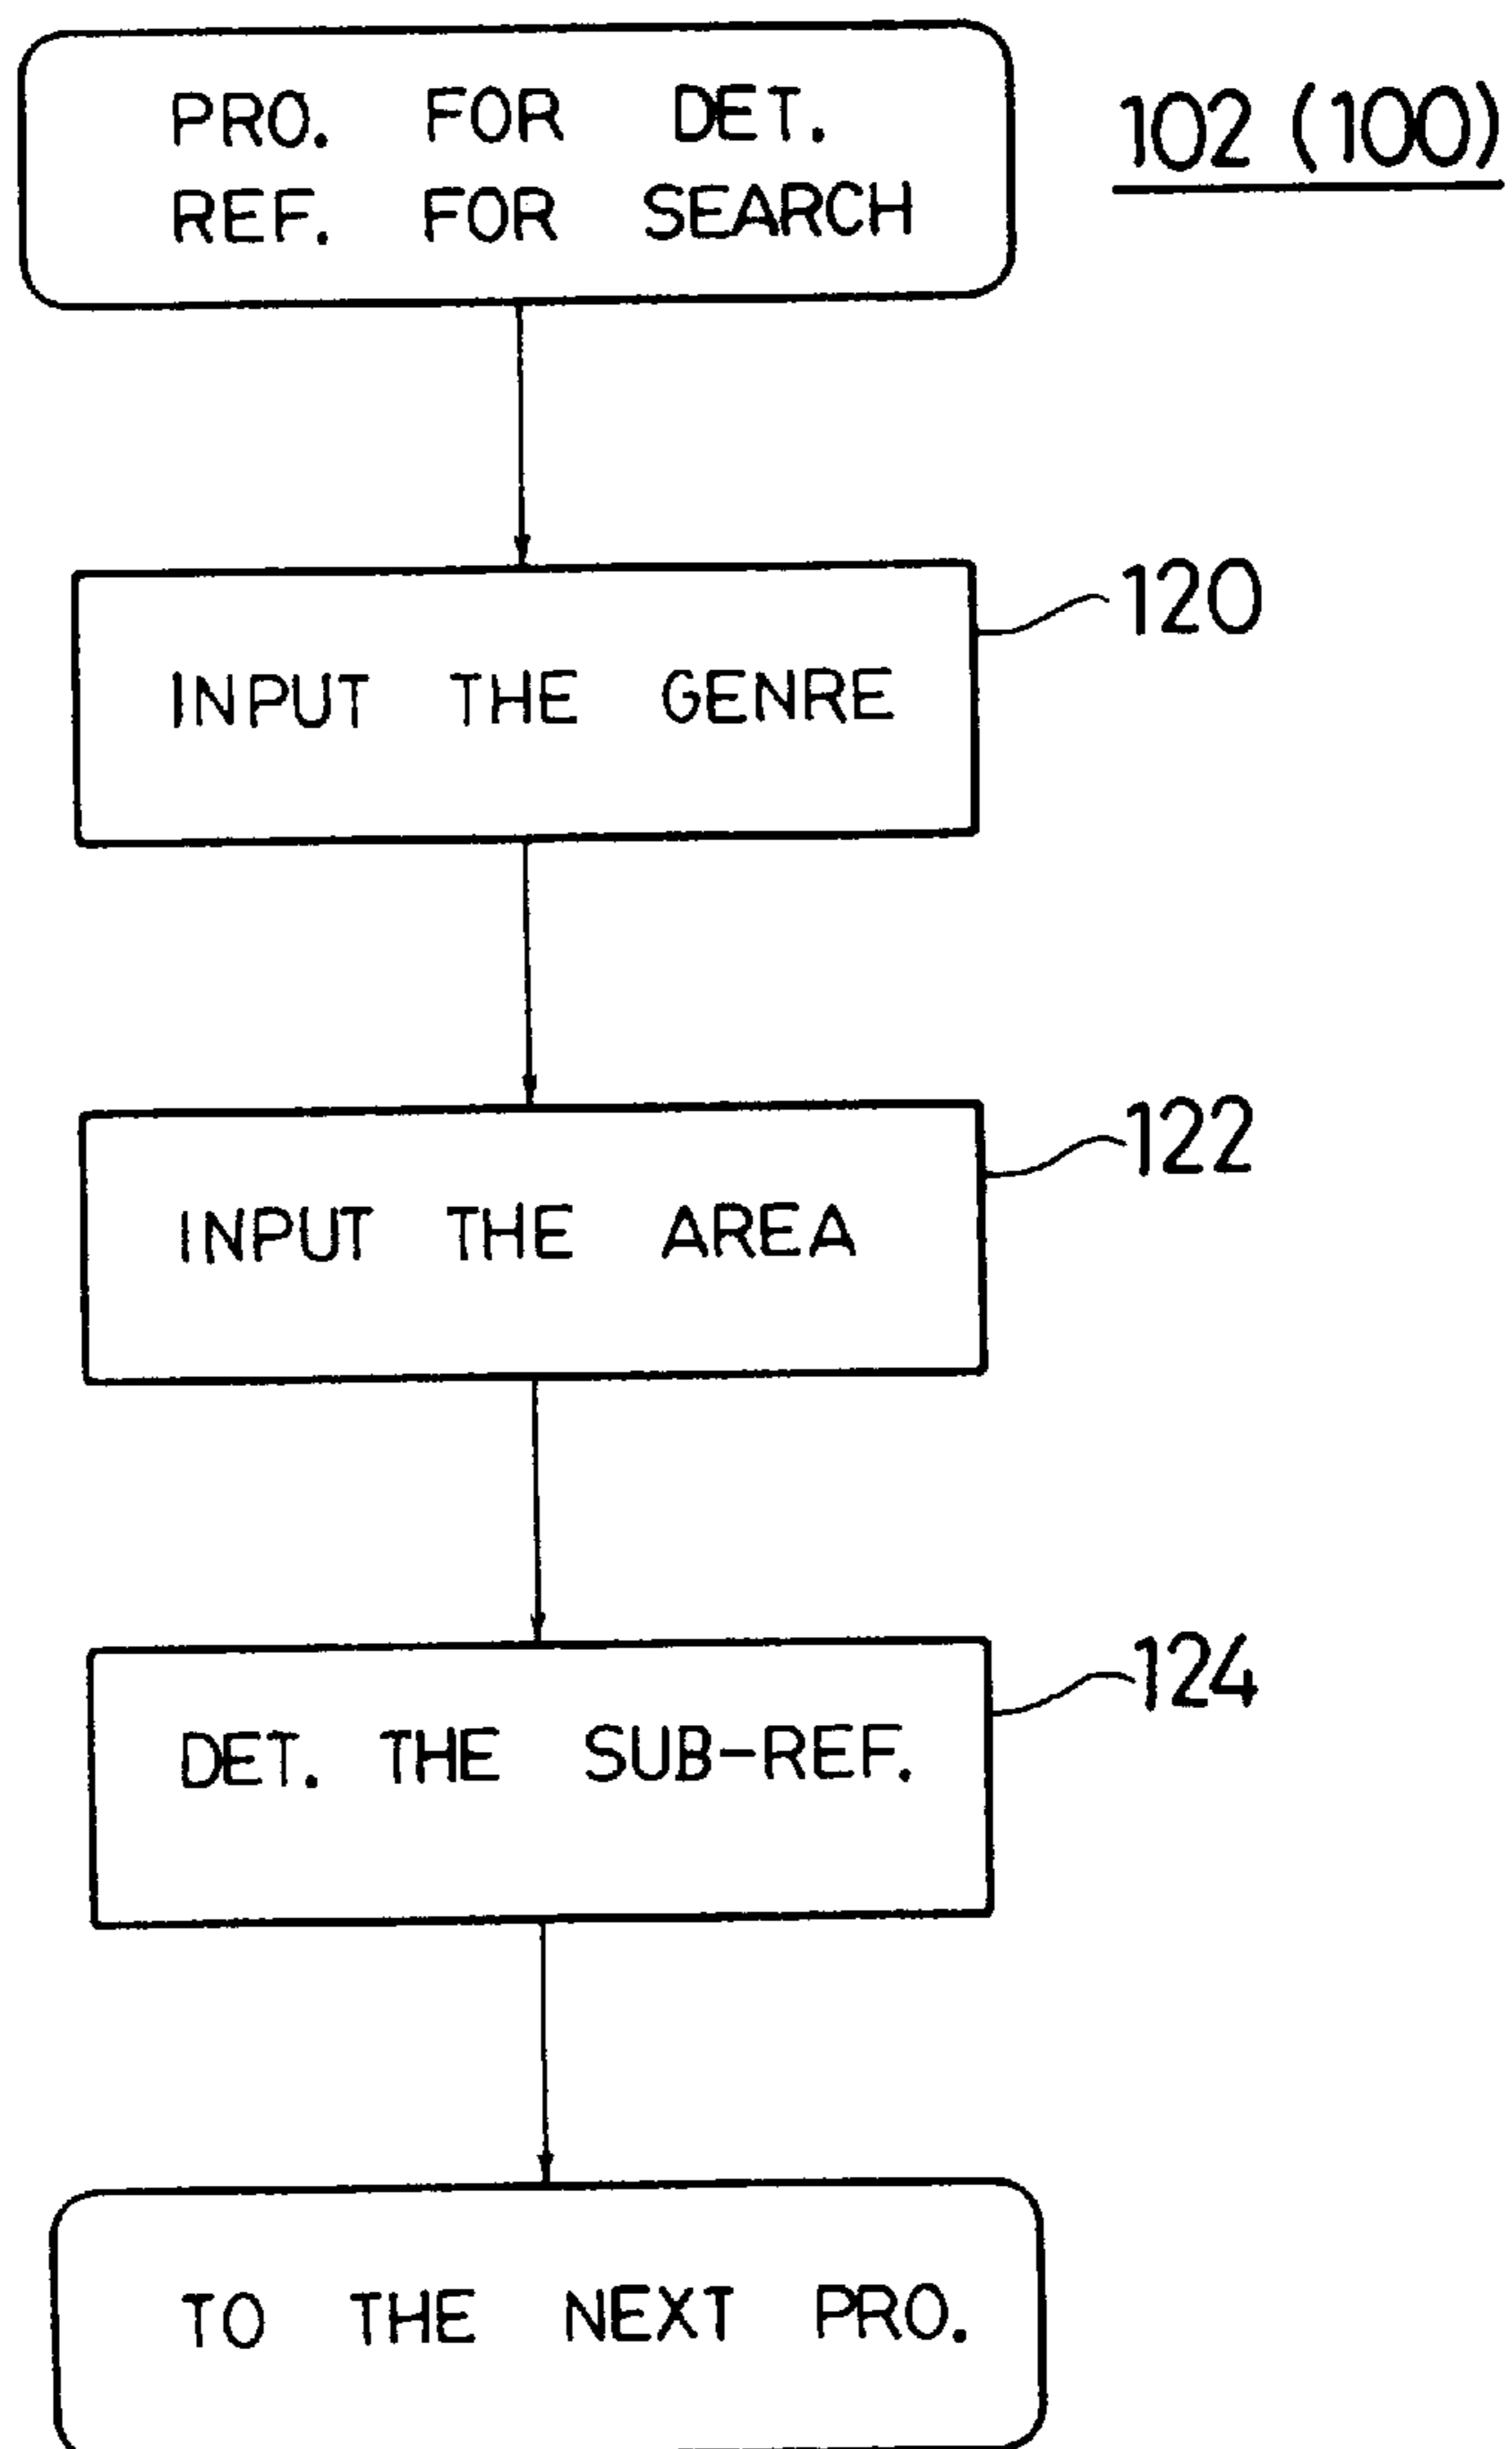 PRO. FOR DET.
REF. FOR SEARCH
102 (100)
INPUT THE GENRE
120
INPUT THE AREA
122
DET. THE SUB-REF.
124
TO THE NEXT PRO.